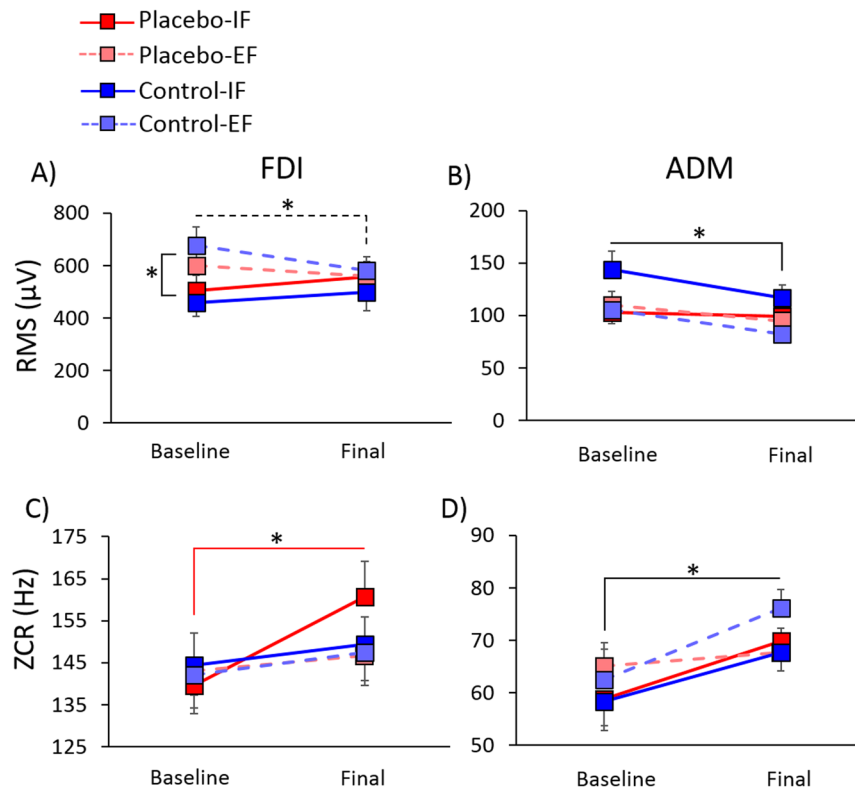 Placebo-IF
Placebo-EF
Control-IF
Control-EF
A) FDI
B) ADM
RMS (μV)
800
600
400
200
0
*
*
Baseline Final
200
150
100
50
0
*
Baseline Final
C)
ZCR (Hz)
175
165
155
145
135
125
*
Baseline Final
D)
90
80
70
60
50
*
Baseline Final